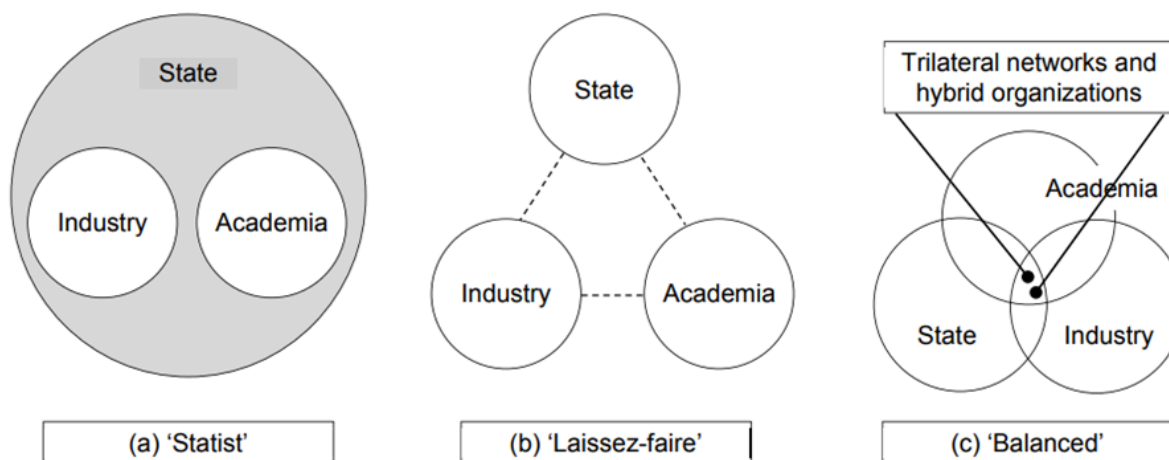 State
Industry
Academia
(a) ‘Statist’
State
Industry
Academia
(b) ‘Laissez-faire’
Trilateral networks and
hybrid organizations
Academia
State
Industry
(c) ‘Balanced’